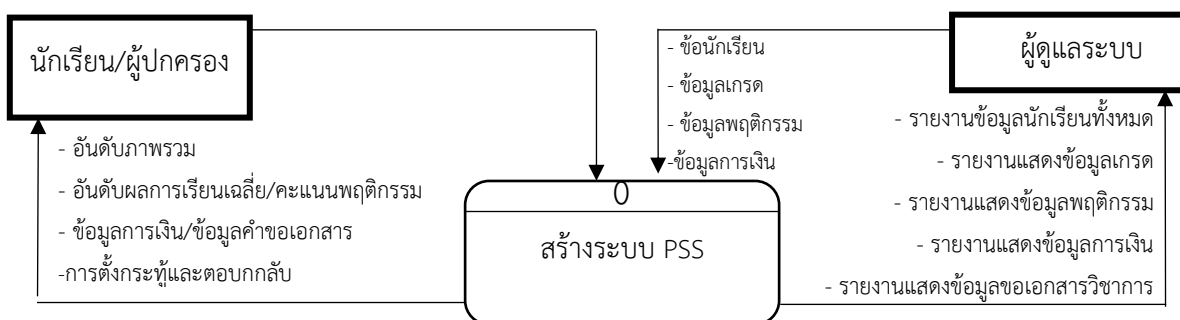 นักเรียน/ผู้ปกครอง
- อันดับภาพรวม
- อันดับผลการเรียนเฉลี่ย/คะแนนพฤติกรรม
- ข้อมูลการเงิน/ข้อมูลคำขอเอกสาร
-การตั้งกระทู้และตอบกกลับ
- ข้อนักเรียน
- ข้อมูลเกรด
- ข้อมูลพฤติกรรม
-ข้อมูลการเงิน
0
สร้างระบบ PSS
ผู้ดูแลระบบ
- รายงานข้อมูลนักเรียนทั้งหมด
- รายงานแสดงข้อมูลเกรด
- รายงานแสดงข้อมูลพฤติกรรม
- รายงานแสดงข้อมูลการเงิน
- รายงานแสดงข้อมูลขอเอกสารวิชาการ